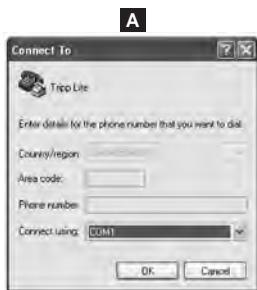 A
Connect To
Tripp Lite
Enter details for the phone number that you want to dial:
Country/region:
Area code:
Phone number:
Connect using: COM1
OK Cancel